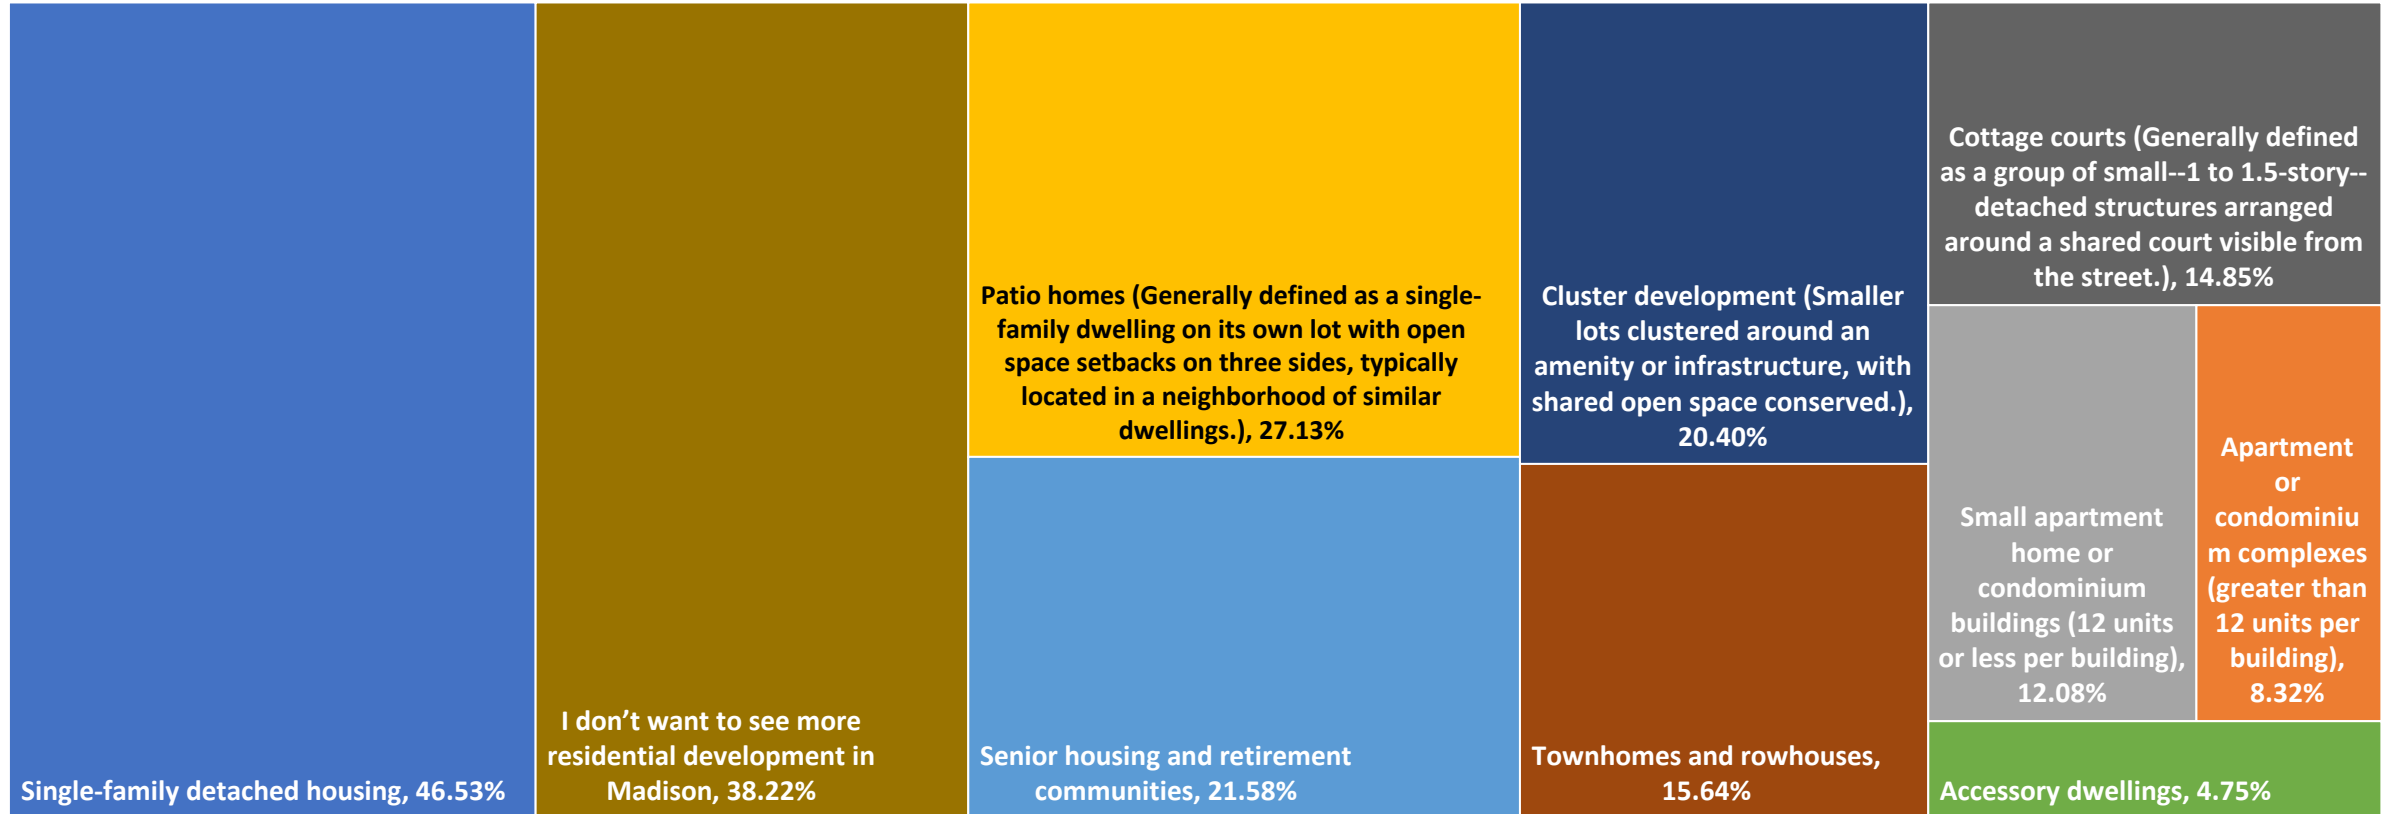 Single-family detached housing, 46.53%
I don’t want to see more
residential development in
Madison, 38.22%
Patio homes (Generally defined as a single-
family dwelling on its own lot with open
space setbacks on three sides, typically
located in a neighborhood of similar
dwellings.), 27.13%
Senior housing and retirement
communities, 21.58%
Cluster development (Smaller
lots clustered around an
amenity or infrastructure, with
shared open space conserved.),
20.40%
Townhomes and rowhouses,
15.64%
Cottage courts (Generally defined
as a group of small--1 to 1.5-story--
detached structures arranged
around a shared court visible from
the street.), 14.85%
Small apartment
home or
condominium
buildings (12 units
or less per building),
12.08%
Apartment
or
condominiu
m complexes
(greater than
12 units per
building),
8.32%
Accessory dwellings, 4.75%